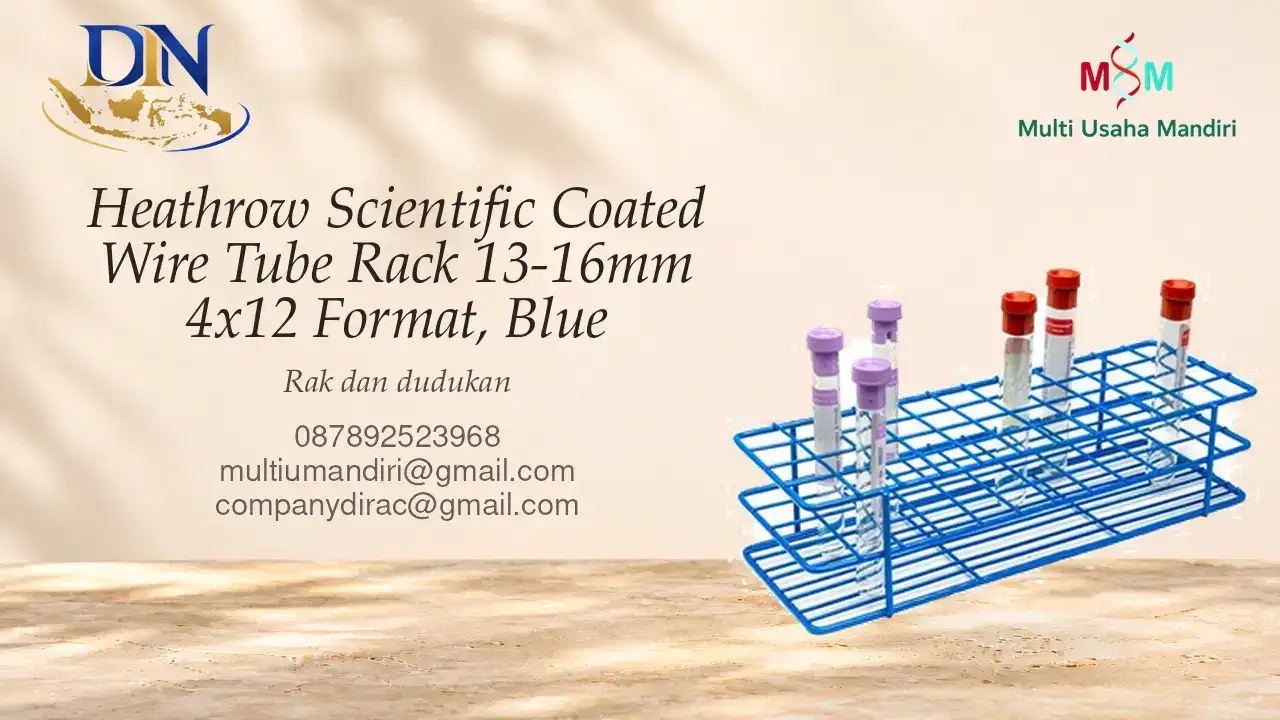 DIN
MSM
Multi Usaha Mandiri
Heathrow Scientific Coated
Wire Tube Rack 13-16mm
4x12 Format, Blue
Rak dan dudukan
087892523968
multiumandiri@gmail.com
companydirac@gmail.com